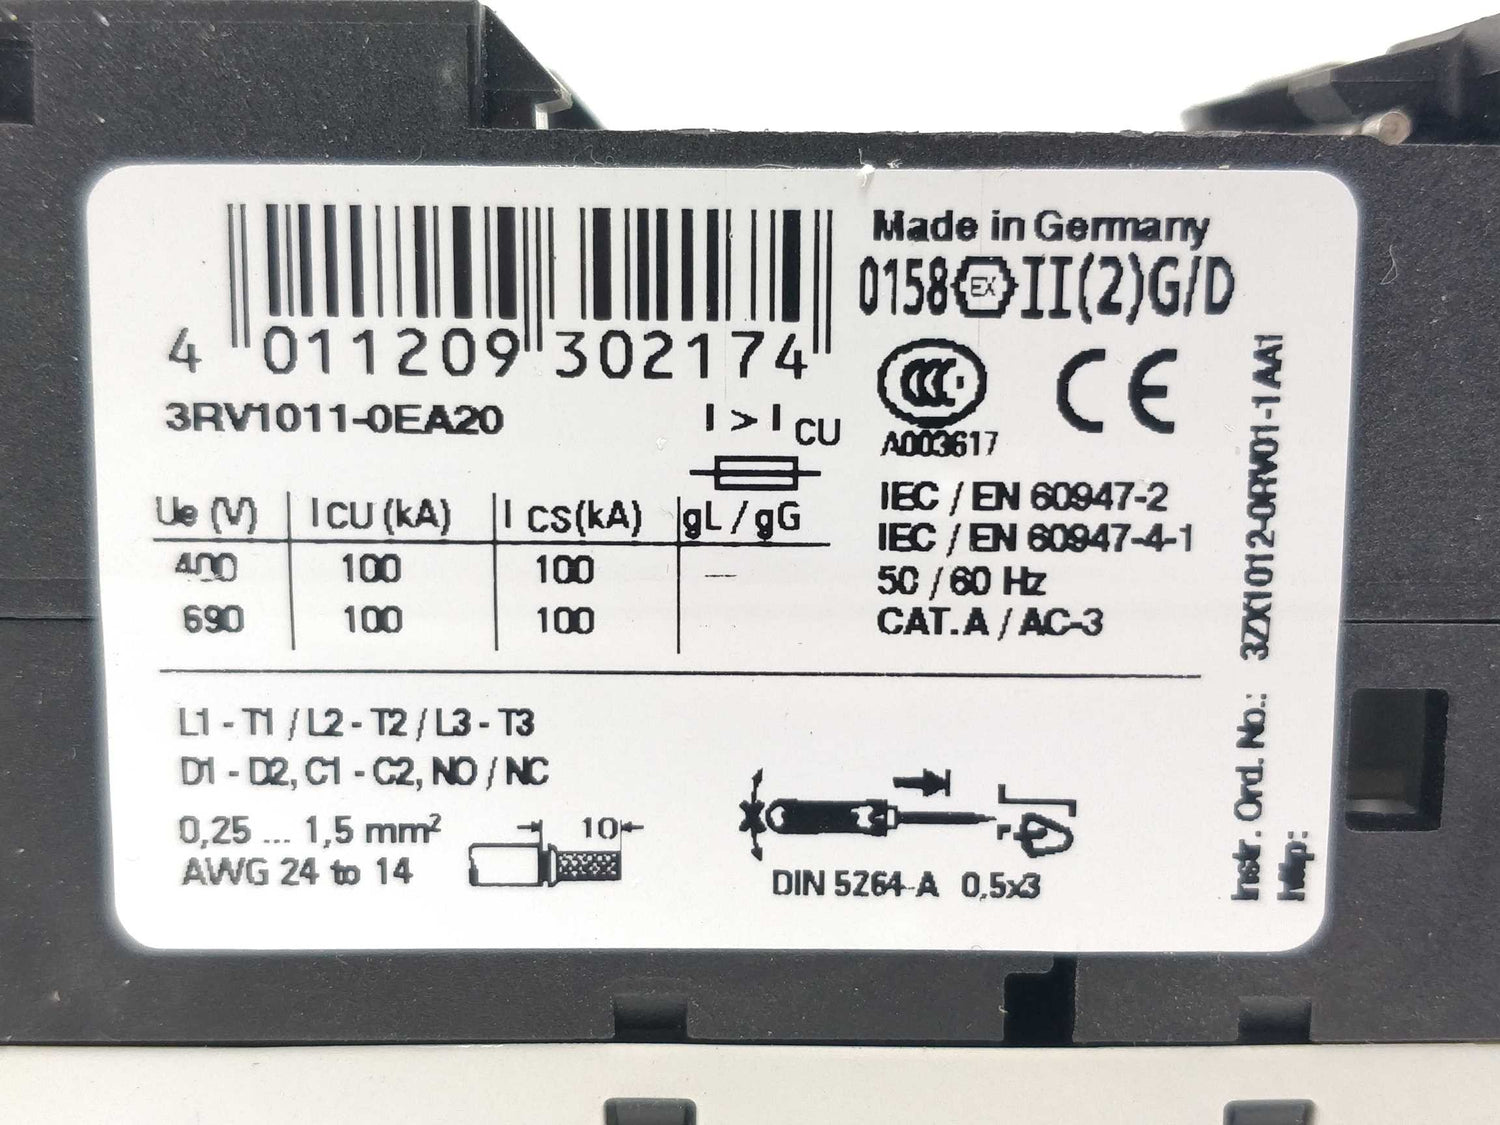 4 011209 302174
3RV1011-0EA20
I > I CU
Ue (V) I CU (kA) I CS(kA) gL / gG
400 100 100 —
690 100 100
Made in Germany
0158 EX II(2)G/D
CCC CE
A003617
IEC / EN 60947-2
IEC / EN 60947-4-1
50 / 60 Hz
CAT. A / AC-3
L1 - T1 / L2 - T2 / L3 - T3
D1 - D2, C1 - C2, NO / NC
0,25 ... 1,5 mm²
AWG 24 to 14
10
DIN 5264-A 0,5x3
Instr. Ord. No.: 3ZX1012-0RV01-1AA1